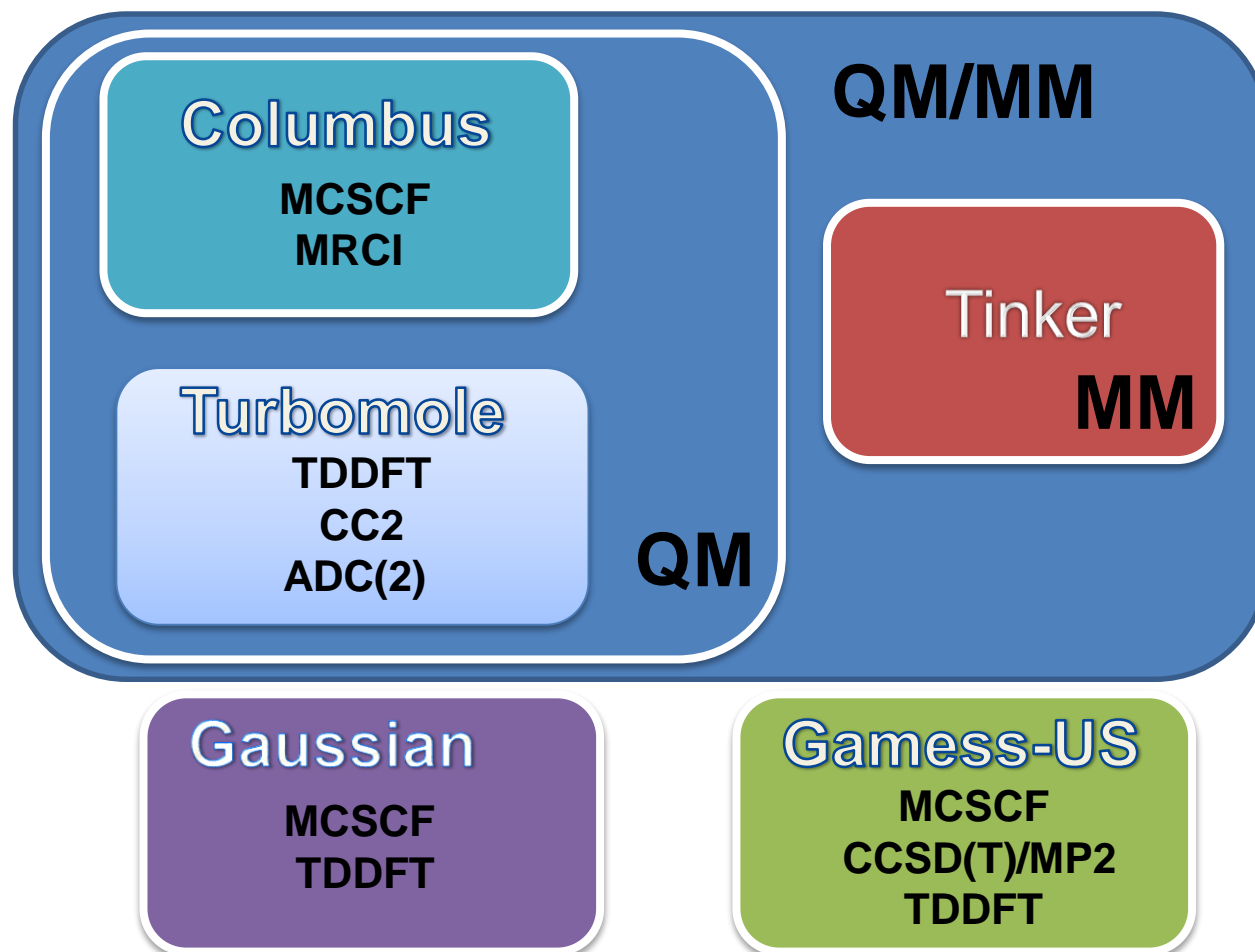 Columbus
MCSCF
MRCI
QM/MM
Tinker
MM
Turbomole
TDDFT
CC2
ADC(2)
QM
Gaussian
MCSCF
TDDFT
Gamess-US
MCSCF
CCSD(T)/MP2
TDDFT